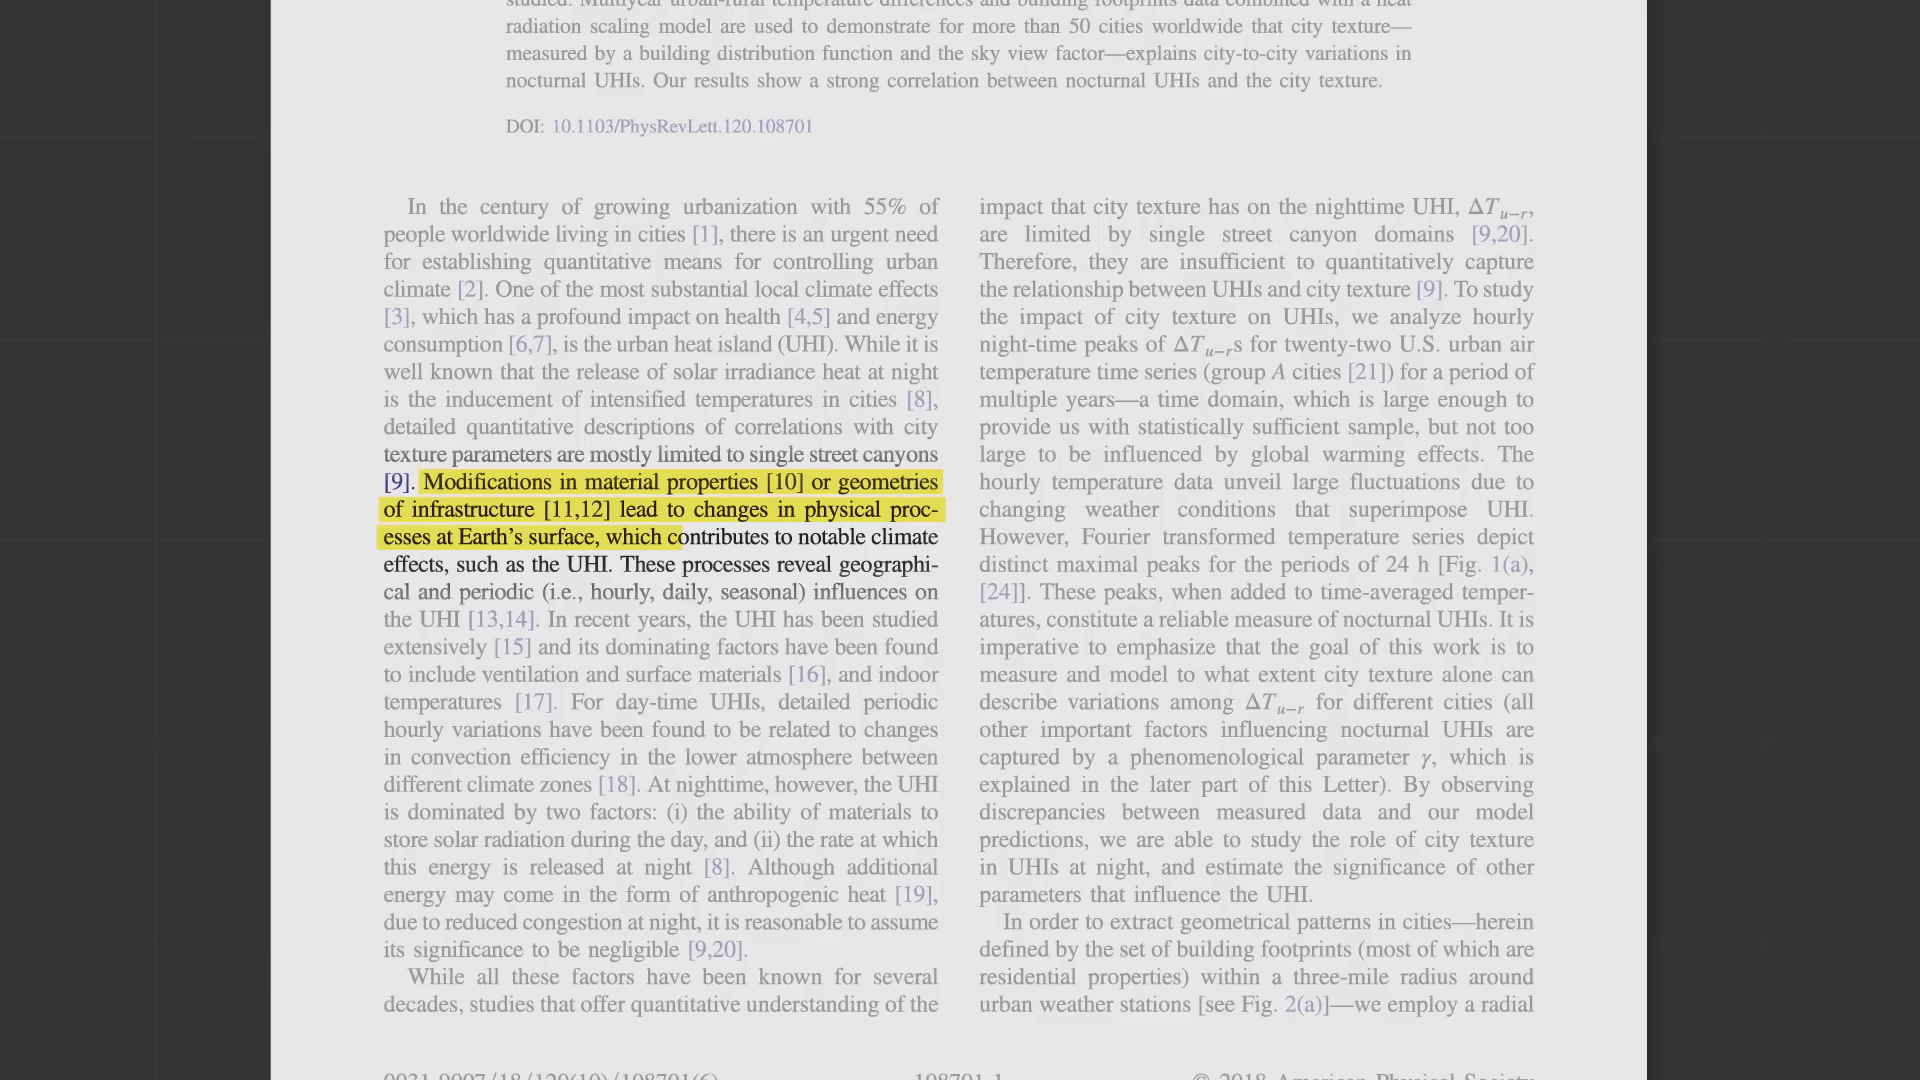 studied. Multiyear urban-rural temperature differences and building footprints data combined with a heat
radiation scaling model are used to demonstrate for more than 50 cities worldwide that city texture—
measured by a building distribution function and the sky view factor—explains city-to-city variations in
nocturnal UHIs. Our results show a strong correlation between nocturnal UHIs and the city texture.
DOI: 10.1103/PhysRevLett.120.108701
In the century of growing urbanization with 55% of
people worldwide living in cities [1], there is an urgent need
for establishing quantitative means for controlling urban
climate [2]. One of the most substantial local climate effects
[3], which has a profound impact on health [4,5] and energy
consumption [6,7], is the urban heat island (UHI). While it is
well known that the release of solar irradiance heat at night
is the inducement of intensified temperatures in cities [8],
detailed quantitative descriptions of correlations with city
texture parameters are mostly limited to single street canyons
[9]. Modifications in material properties [10] or geometries
of infrastructure [11,12] lead to changes in physical proc-
esses at Earth's surface, which contributes to notable climate
effects, such as the UHI. These processes reveal geographi-
cal and periodic (i.e., hourly, daily, seasonal) influences on
the UHI [13,14]. In recent years, the UHI has been studied
extensively [15] and its dominating factors have been found
to include ventilation and surface materials [16], and indoor
temperatures [17]. For day-time UHIs, detailed periodic
hourly variations have been found to be related to changes
in convection efficiency in the lower atmosphere between
different climate zones [18]. At nighttime, however, the UHI
is dominated by two factors: (i) the ability of materials to
store solar radiation during the day, and (ii) the rate at which
this energy is released at night [8]. Although additional
energy may come in the form of anthropogenic heat [19],
due to reduced congestion at night, it is reasonable to assume
its significance to be negligible [9,20].
While all these factors have been known for several
decades, studies that offer quantitative understanding of the
impact that city texture has on the nighttime UHI, ΔTu−r,
are limited by single street canyon domains [9,20].
Therefore, they are insufficient to quantitatively capture
the relationship between UHIs and city texture [9]. To study
the impact of city texture on UHIs, we analyze hourly
night-time peaks of ΔTu−rs for twenty-two U.S. urban air
temperature time series (group A cities [21]) for a period of
multiple years—a time domain, which is large enough to
provide us with statistically sufficient sample, but not too
large to be influenced by global warming effects. The
hourly temperature data unveil large fluctuations due to
changing weather conditions that superimpose UHI.
However, Fourier transformed temperature series depict
distinct maximal peaks for the periods of 24 h [Fig. 1(a),
[24]]. These peaks, when added to time-averaged temper-
atures, constitute a reliable measure of nocturnal UHIs. It is
imperative to emphasize that the goal of this work is to
measure and model to what extent city texture alone can
describe variations among ΔTu−r for different cities (all
other important factors influencing nocturnal UHIs are
captured by a phenomenological parameter γ, which is
explained in the later part of this Letter). By observing
discrepancies between measured data and our model
predictions, we are able to study the role of city texture
in UHIs at night, and estimate the significance of other
parameters that influence the UHI.
In order to extract geometrical patterns in cities—herein
defined by the set of building footprints (most of which are
residential properties) within a three-mile radius around
urban weather stations [see Fig. 2(a)]—we employ a radial
0031-9007/18/120(10)/108701(6)
108701-1
© 2018 American Physical Society